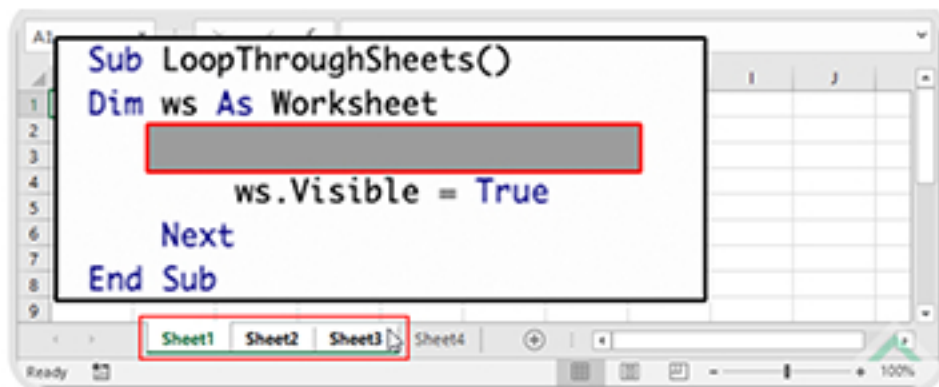 A1
Sub LoopThroughSheets()
Dim ws As Worksheet
ws.Visible = True
Next
End Sub
I J
1
2
3
4
5
6
7
8
9
Sheet1 Sheet2 Sheet3 Sheet4
Ready 100%